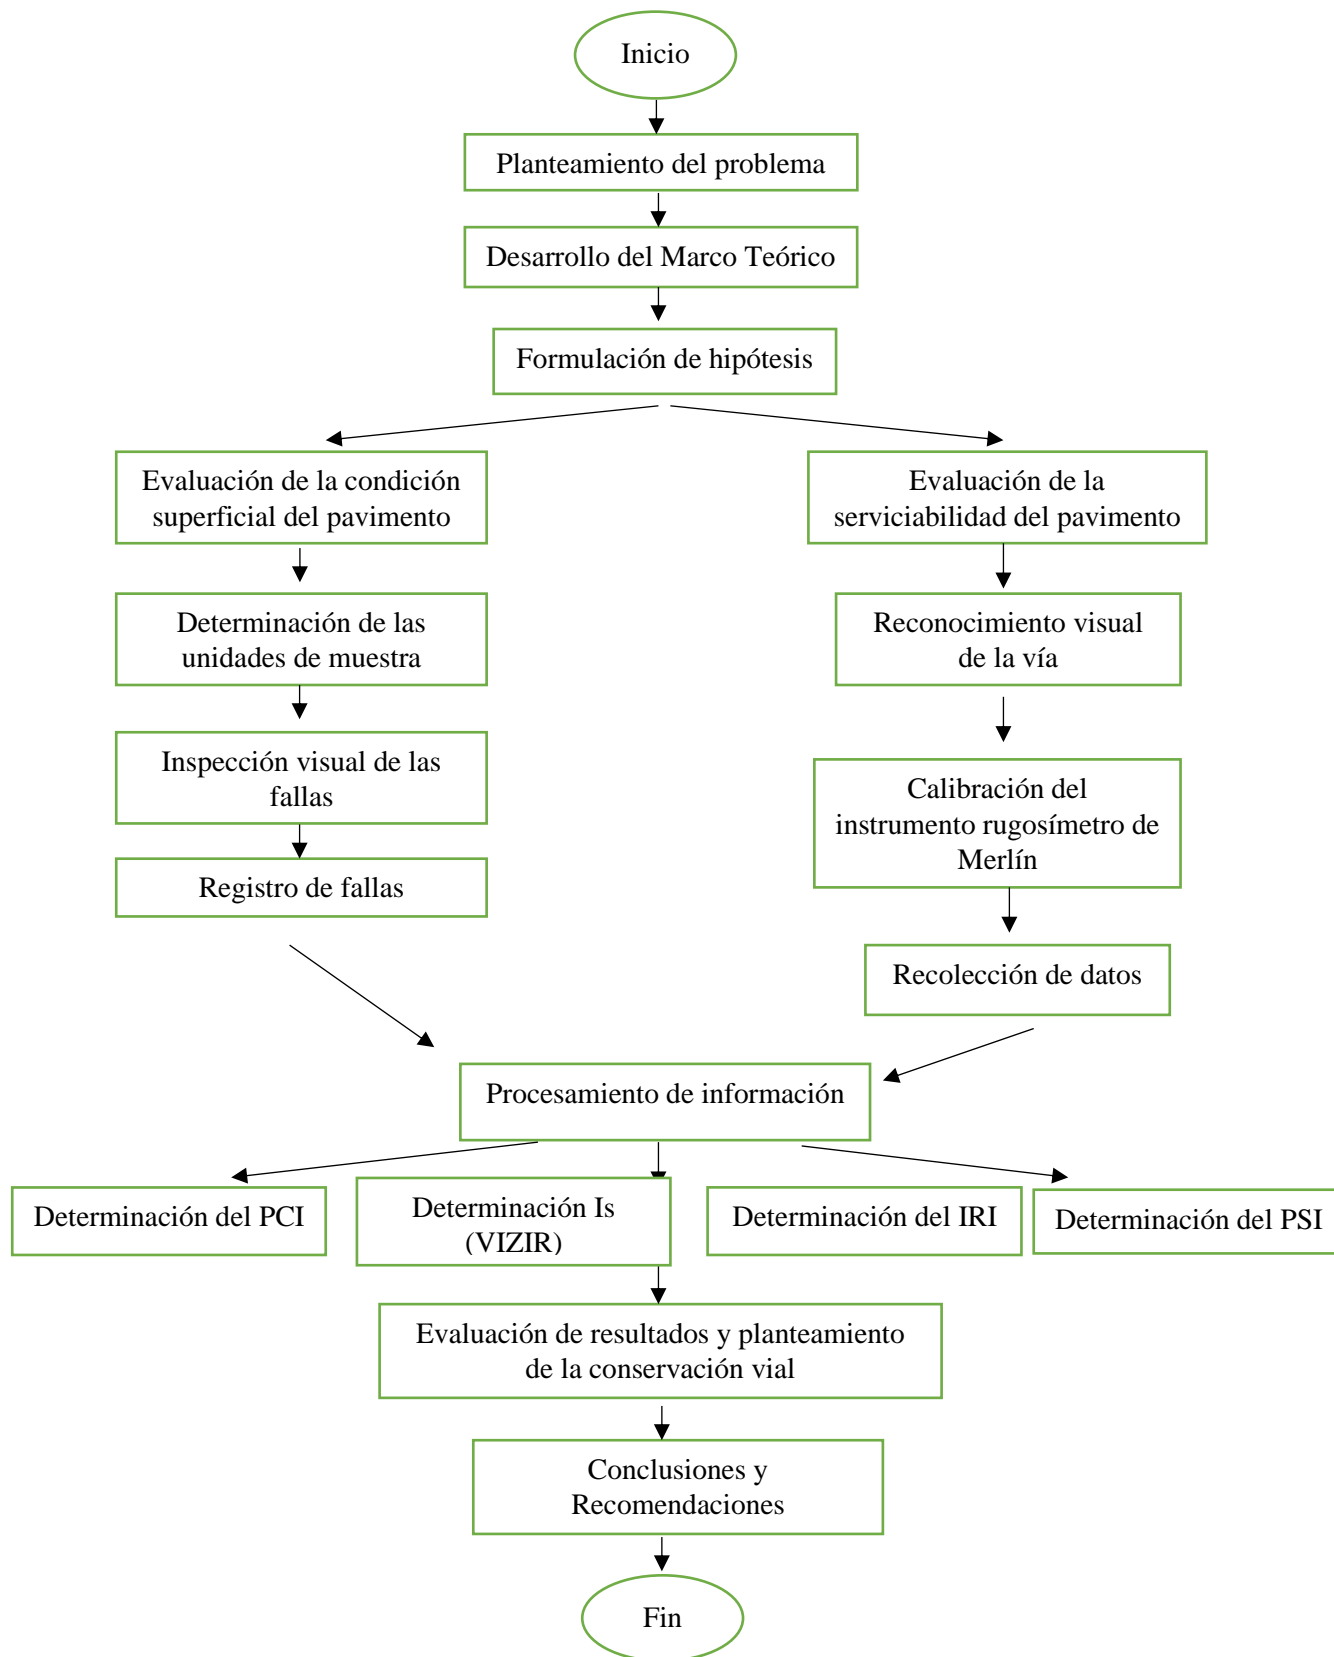 Inicio
Planteamiento del problema
Desarrollo del Marco Teórico
Formulación de hipótesis
Evaluación de la condición
superficial del pavimento
Determinación de las
unidades de muestra
Inspección visual de las
fallas
Registro de fallas
Evaluación de la
serviciabilidad del pavimento
Reconocimiento visual
de la vía
Calibración del
instrumento rugosímetro de
Merlín
Recolección de datos
Procesamiento de información
Determinación del PCI
Determinación Is
(VIZIR)
Determinación del IRI
Determinación del PSI
Evaluación de resultados y planteamiento
de la conservación vial
Conclusiones y
Recomendaciones
Fin